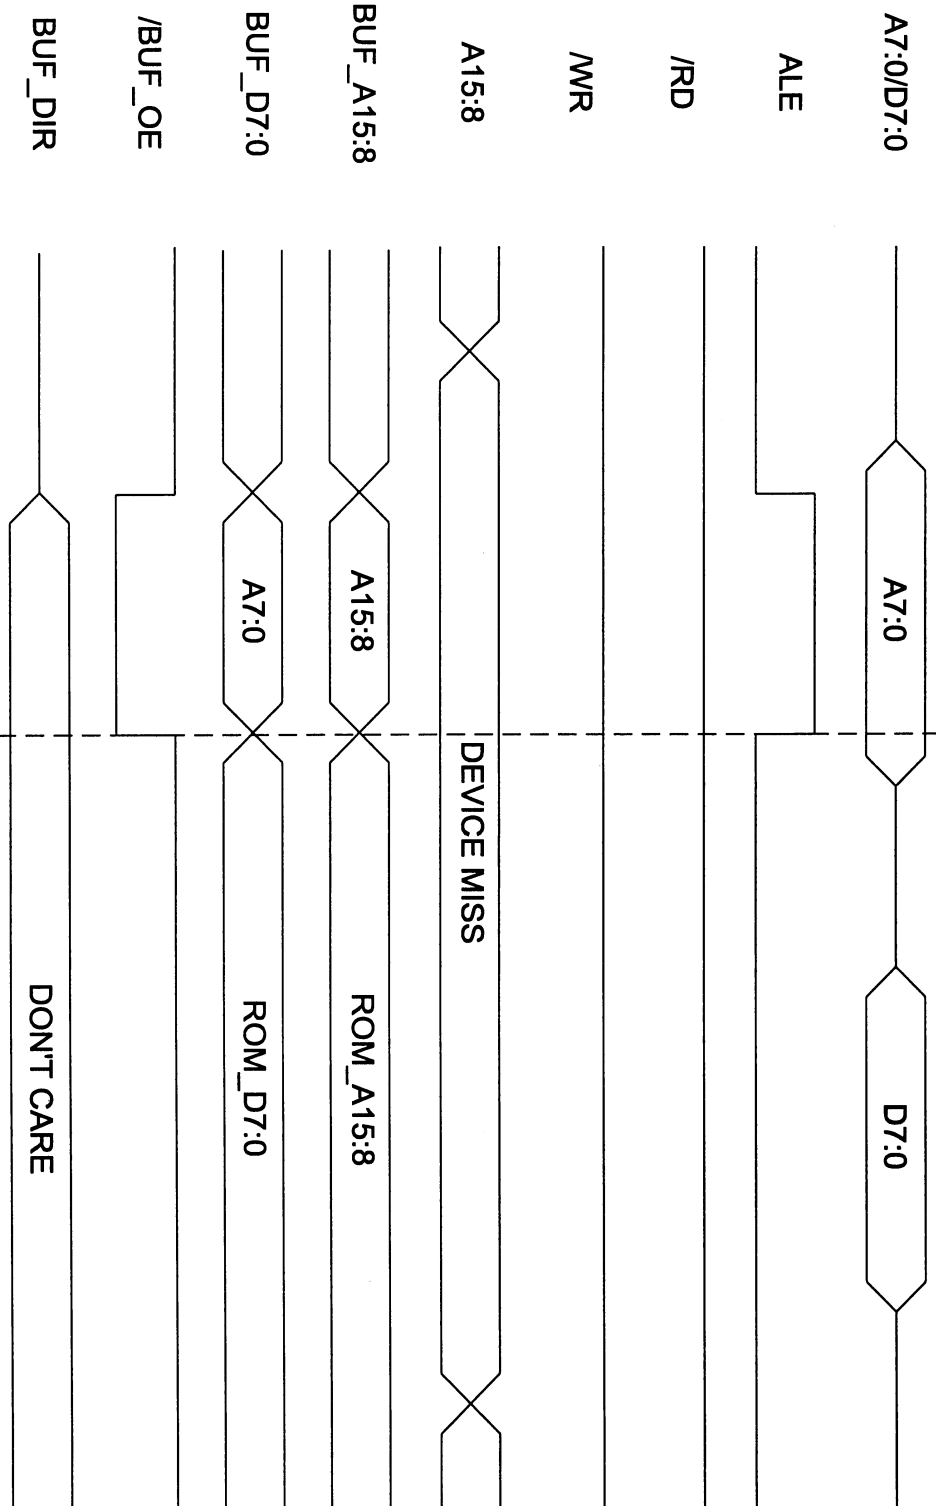 A7:0/D7:0 A7:0 D7:0
ALE
/RD
/WR
A15:8 DEVICE MISS
BUF_A15:8 A15:8 ROM_A15:8
BUF_D7:0 A7:0 ROM_D7:0
/BUF_OE
BUF_DIR DON'T CARE